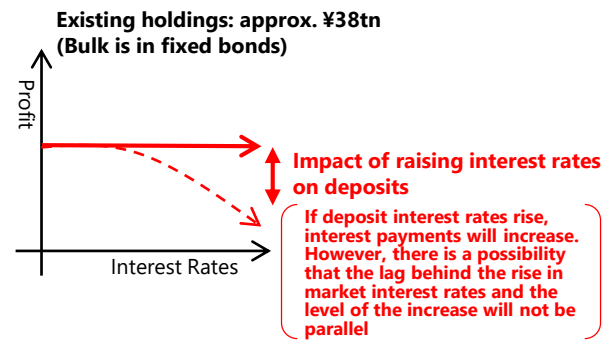 Existing holdings: approx. ¥38tn
(Bulk is in fixed bonds)
Profit
Impact of raising interest rates
on deposits
If deposit interest rates rise,
interest payments will increase.
However, there is a possibility
that the lag behind the rise in
market interest rates and the
level of the increase will not be
parallel
Interest Rates